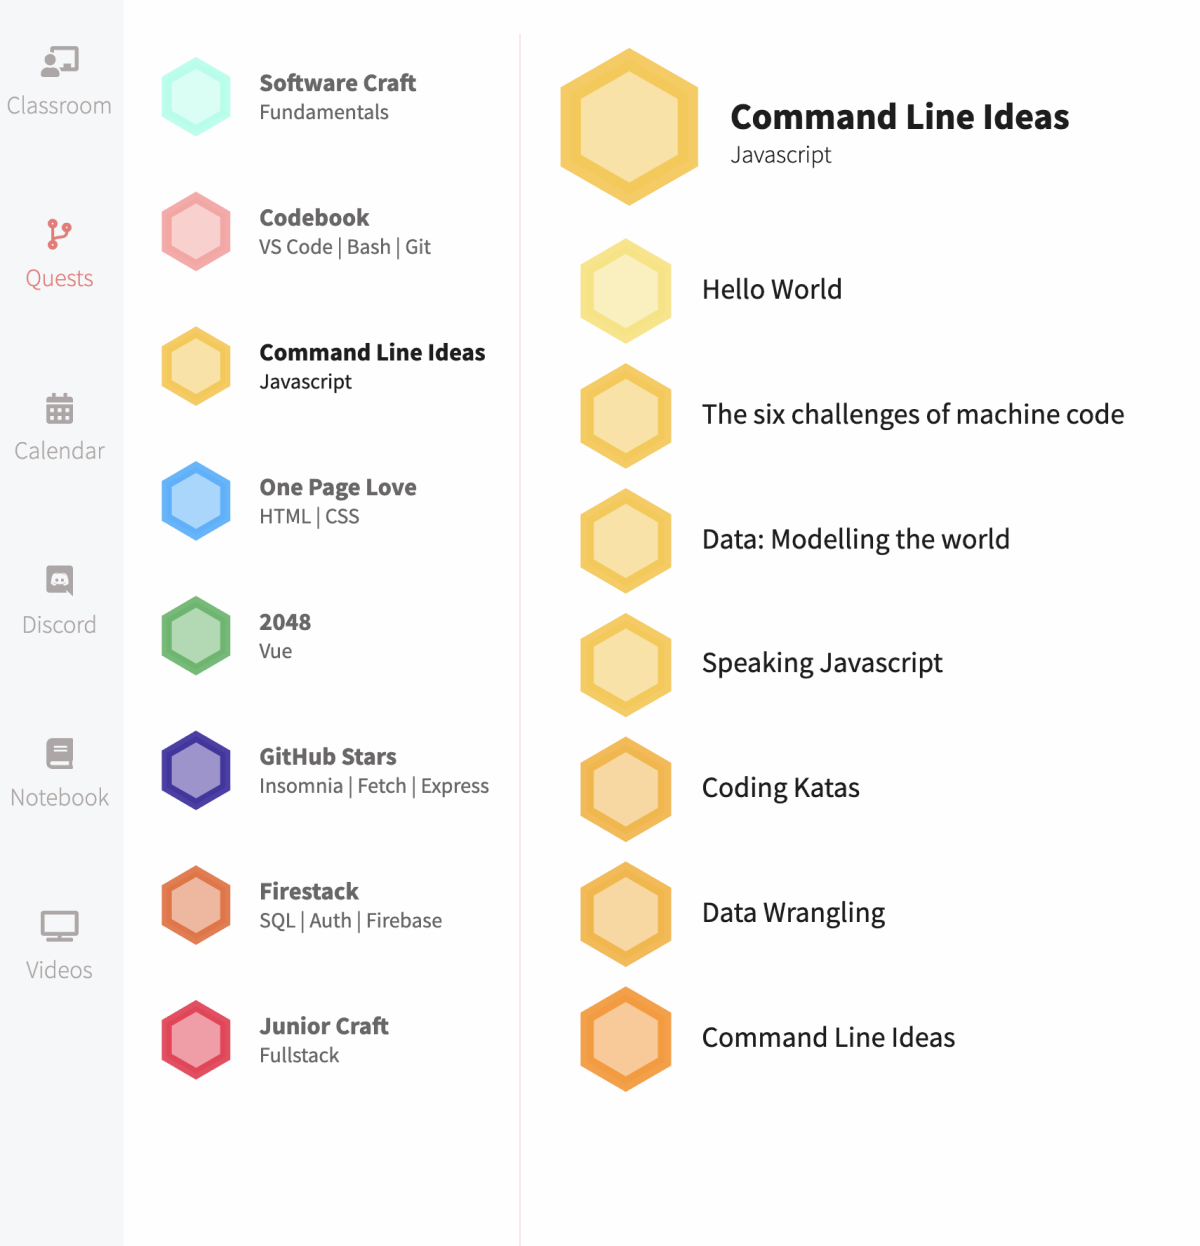 Classroom
Quests
Calendar
Discord
Notebook
Videos
Software Craft
Fundamentals
Codebook
VS Code | Bash | Git
Command Line Ideas
Javascript
One Page Love
HTML | CSS
2048
Vue
GitHub Stars
Insomnia | Fetch | Express
Firestack
SQL | Auth | Firebase
Junior Craft
Fullstack
Command Line Ideas
Javascript
Hello World
The six challenges of machine code
Data: Modelling the world
Speaking Javascript
Coding Katas
Data Wrangling
Command Line Ideas